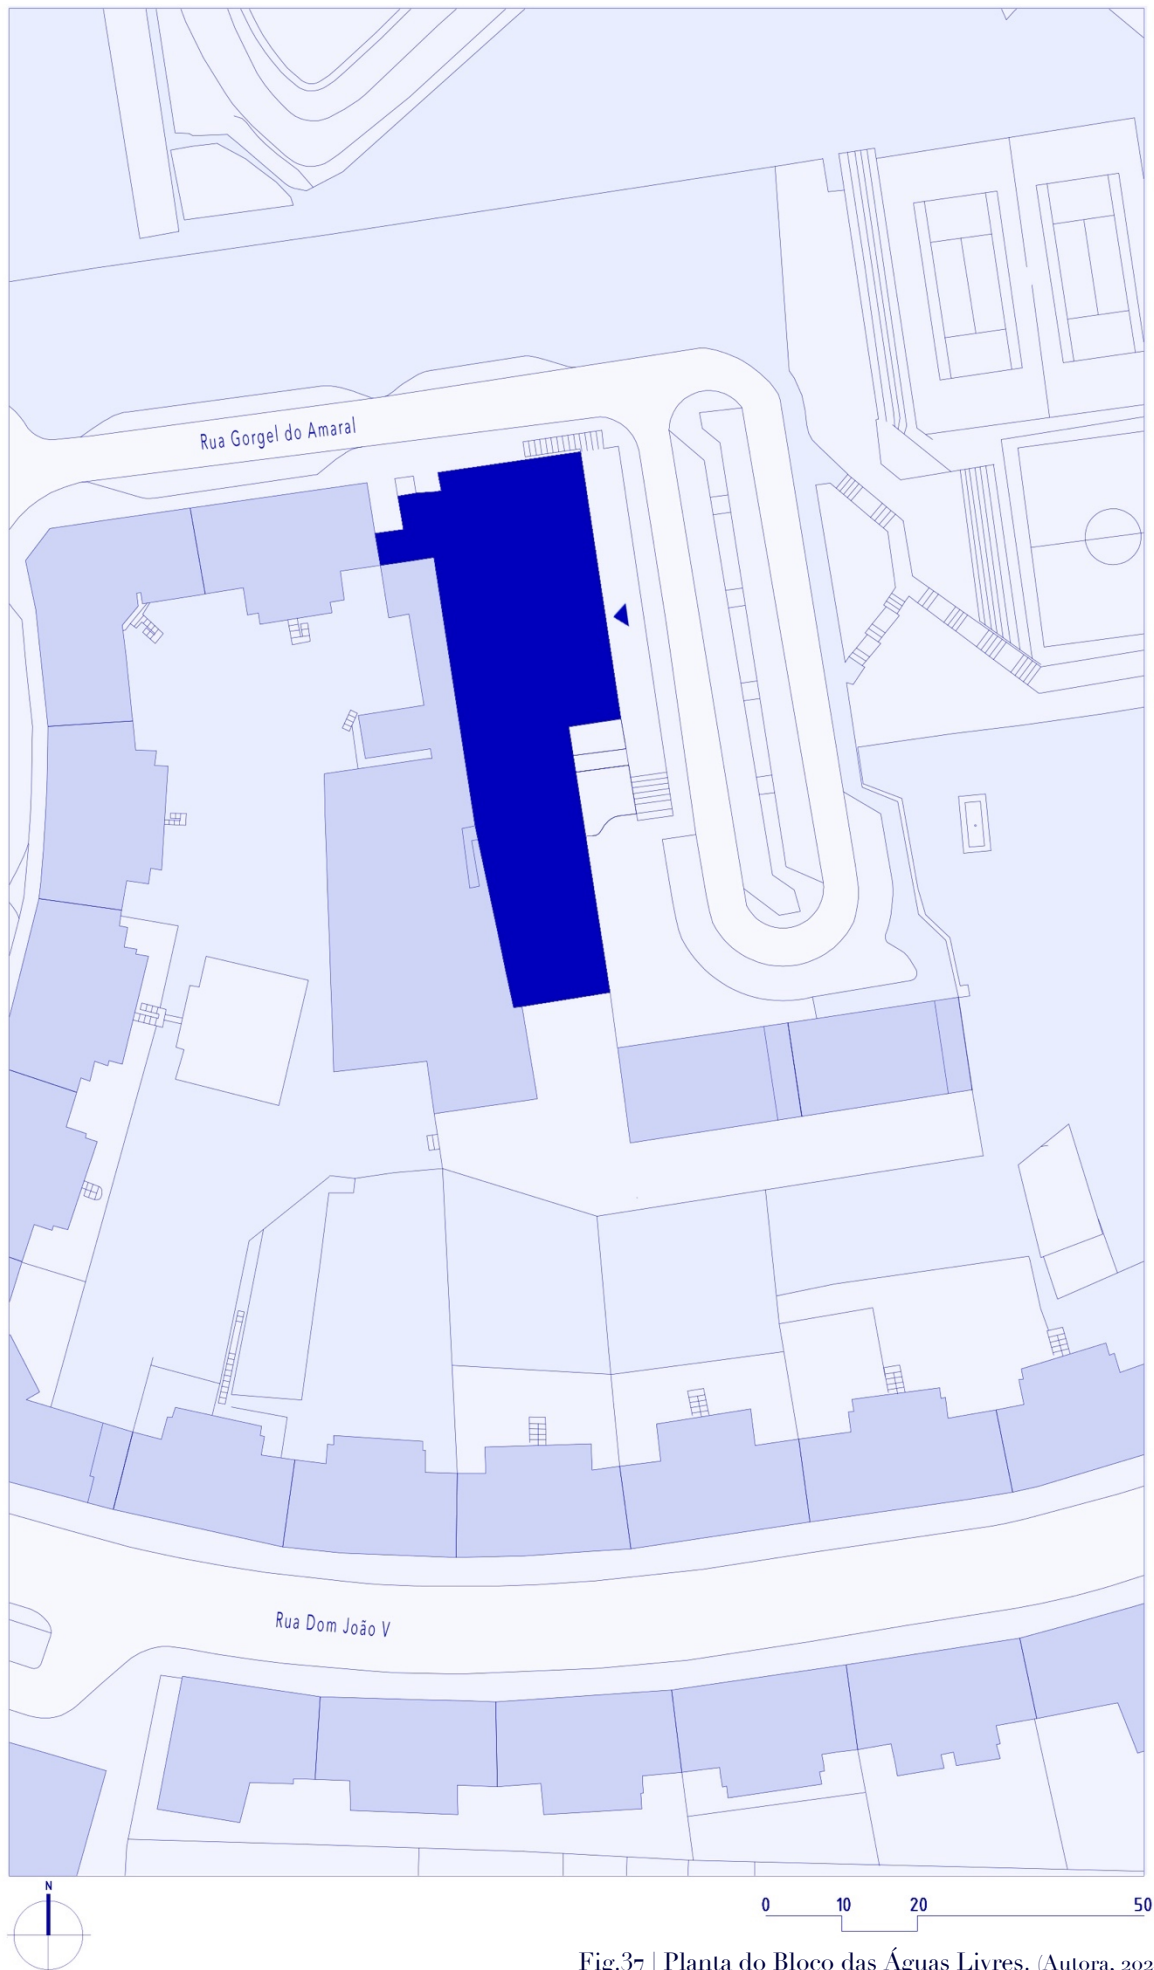 Rua Gorgel do Amaral
Rua Dom João V
N
0 10 20 50
Fig.37 | Planta do Bloco das Águas Livres. (Autora, 202